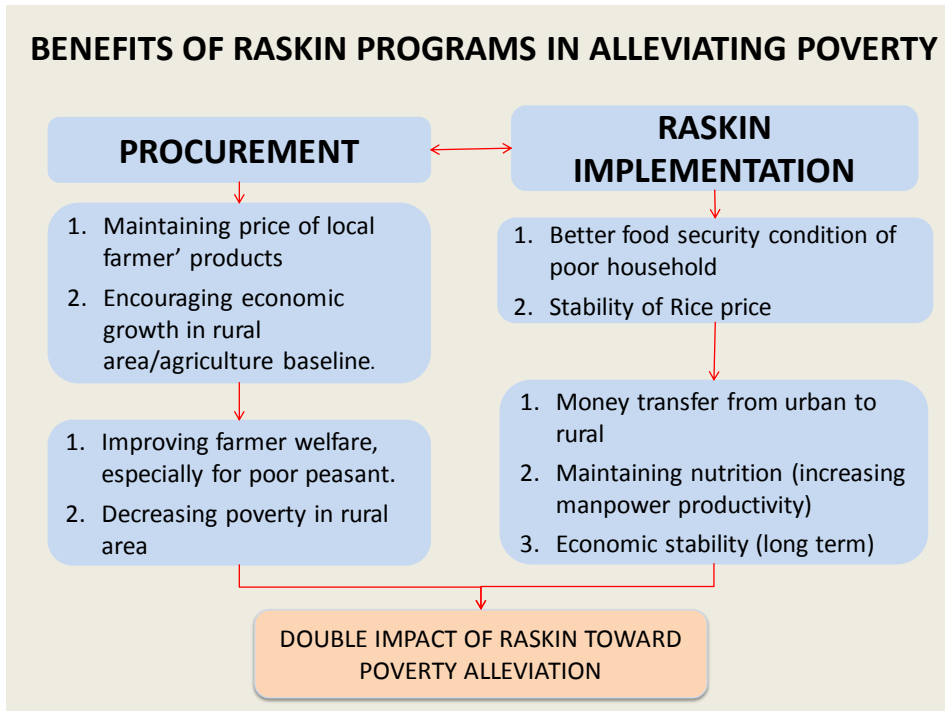 BENEFITS OF RASKIN PROGRAMS IN ALLEVIATING POVERTY
PROCUREMENT
1. Maintaining price of local
farmer' products
2. Encouraging economic
growth in rural
area/agriculture baseline.
1. Improving farmer welfare,
especially for poor peasant.
2. Decreasing poverty in rural
area
RASKIN
IMPLEMENTATION
1. Better food security condition of
poor household
2. Stability of Rice price
1. Money transfer from urban to
rural
2. Maintaining nutrition (increasing
manpower productivity)
3. Economic stability (long term)
DOUBLE IMPACT OF RASKIN TOWARD
POVERTY ALLEVIATION